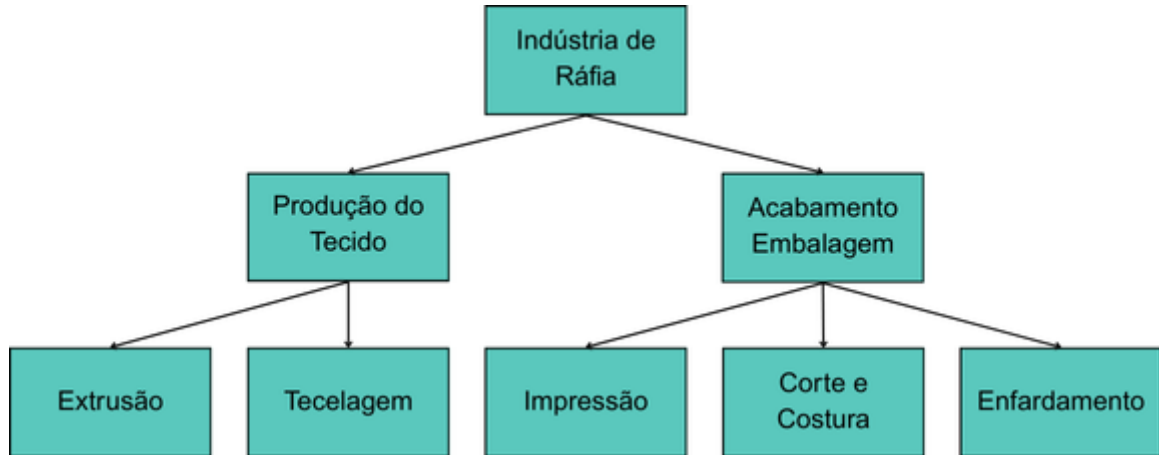 Indústria de
Ráfia
Produção do
Tecido
Acabamento
Embalagem
Extrusão
Tecelagem
Impressão
Corte e
Costura
Enfardamento